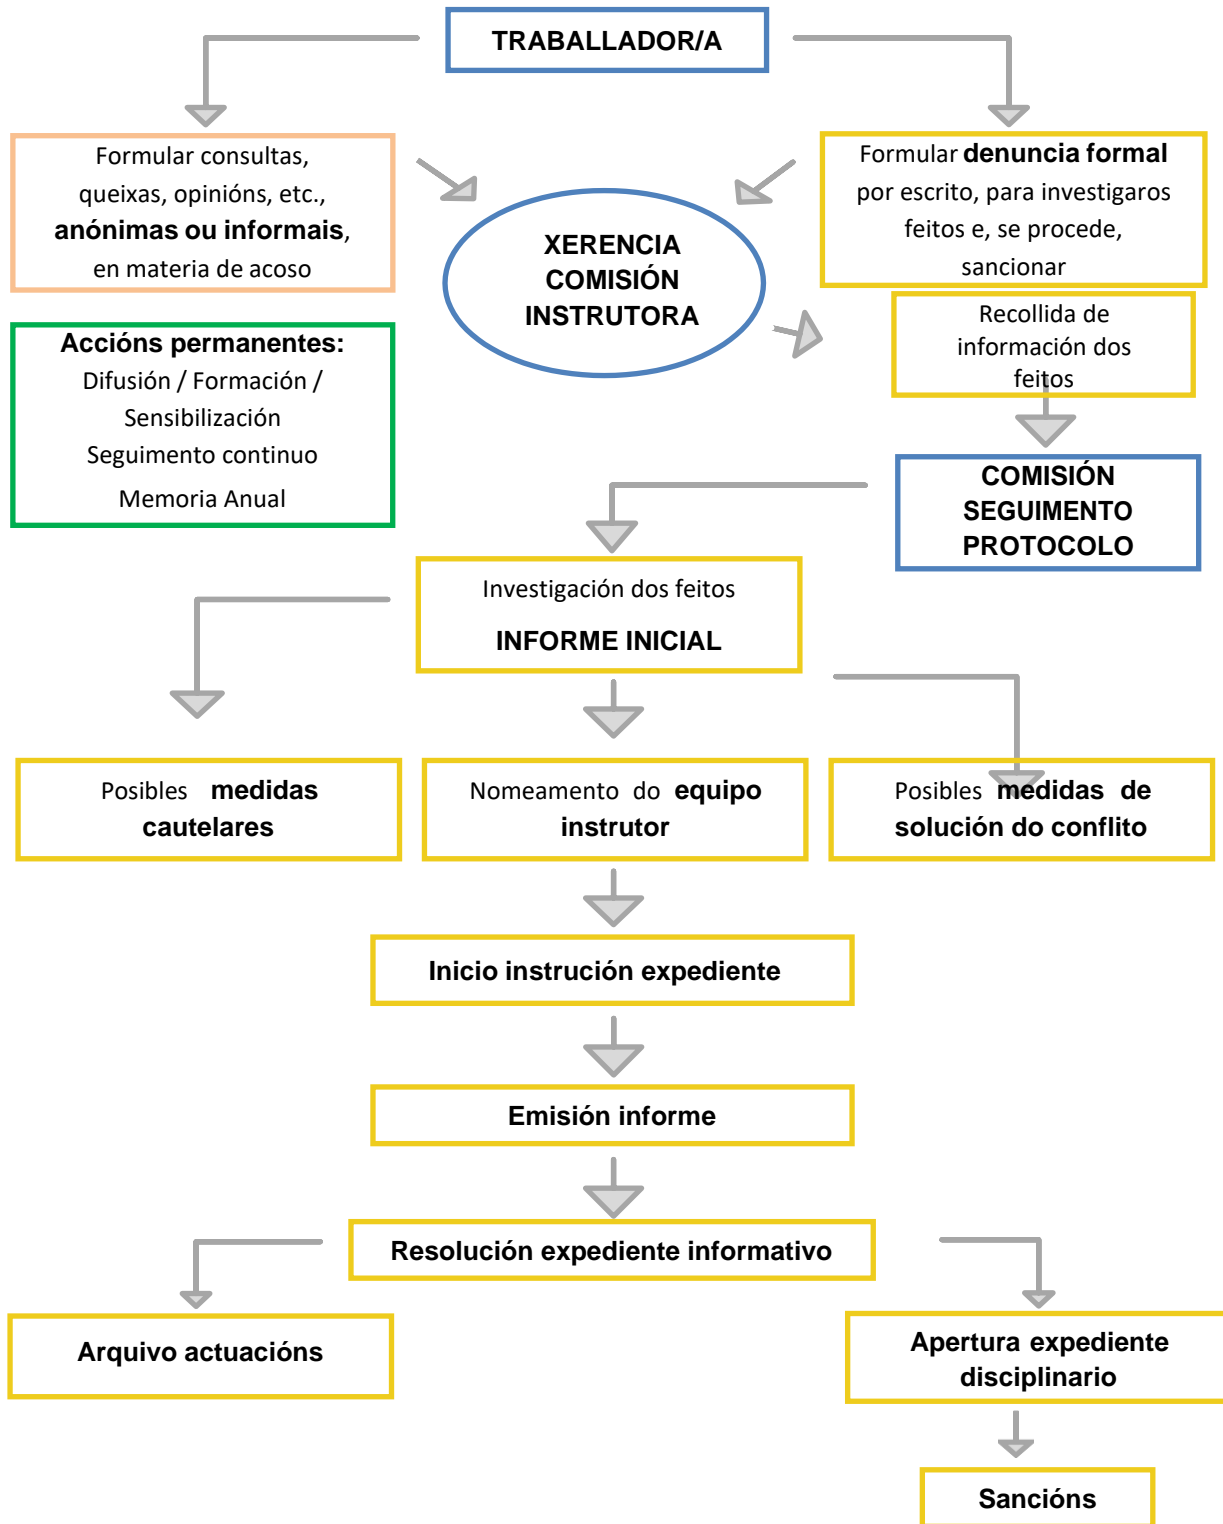 TRABALLADOR/A
Formular consultas,
queixas, opinións, etc.,
anónimas ou informais,
en materia de acoso
Formular denuncia formal
por escrito, para investigaros
feitos e, se procede,
sancionar
XERENCIA
COMISIÓN
INSTRUTORA
Recollida de
información dos
feitos
Accións permanentes:
Difusión / Formación /
Sensibilización
Seguimento continuo
Memoria Anual
COMISIÓN
SEGUIMENTO
PROTOCOLO
Investigación dos feitos
INFORME INICIAL
Posibles medidas
cautelares
Nomeamento do equipo
instrutor
Posibles medidas de
solución do conflito
Inicio instrución expediente
Emisión informe
Resolución expediente informativo
Arquivo actuacións
Apertura expediente
disciplinario
Sancións